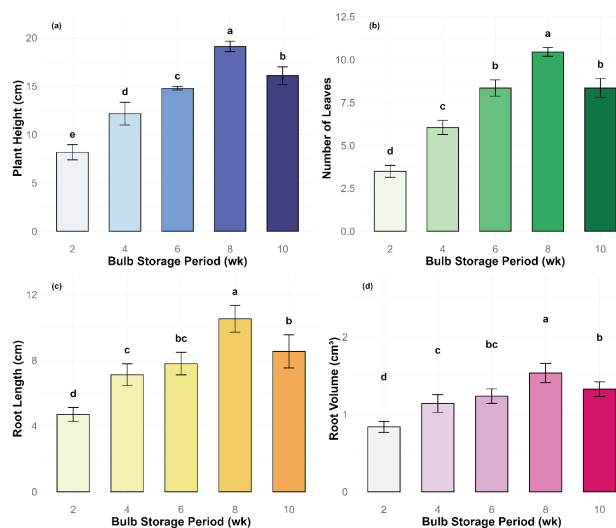 (a)
Plant Height (cm)
20
15
10
5
0
e
d
c
a
b
2 4 6 8 10
Bulb Storage Period (wk)
(b)
Number of Leaves
12.5
10.0
7.5
5.0
2.5
0.0
d
c
b
a
b
2 4 6 8 10
Bulb Storage Period (wk)
(c)
Root Length (cm)
12
8
4
0
d
c
bc
a
b
2 4 6 8 10
Bulb Storage Period (wk)
(d)
Root Volume (cm³)
2
1
0
d
c
bc
a
b
2 4 6 8 10
Bulb Storage Period (wk)